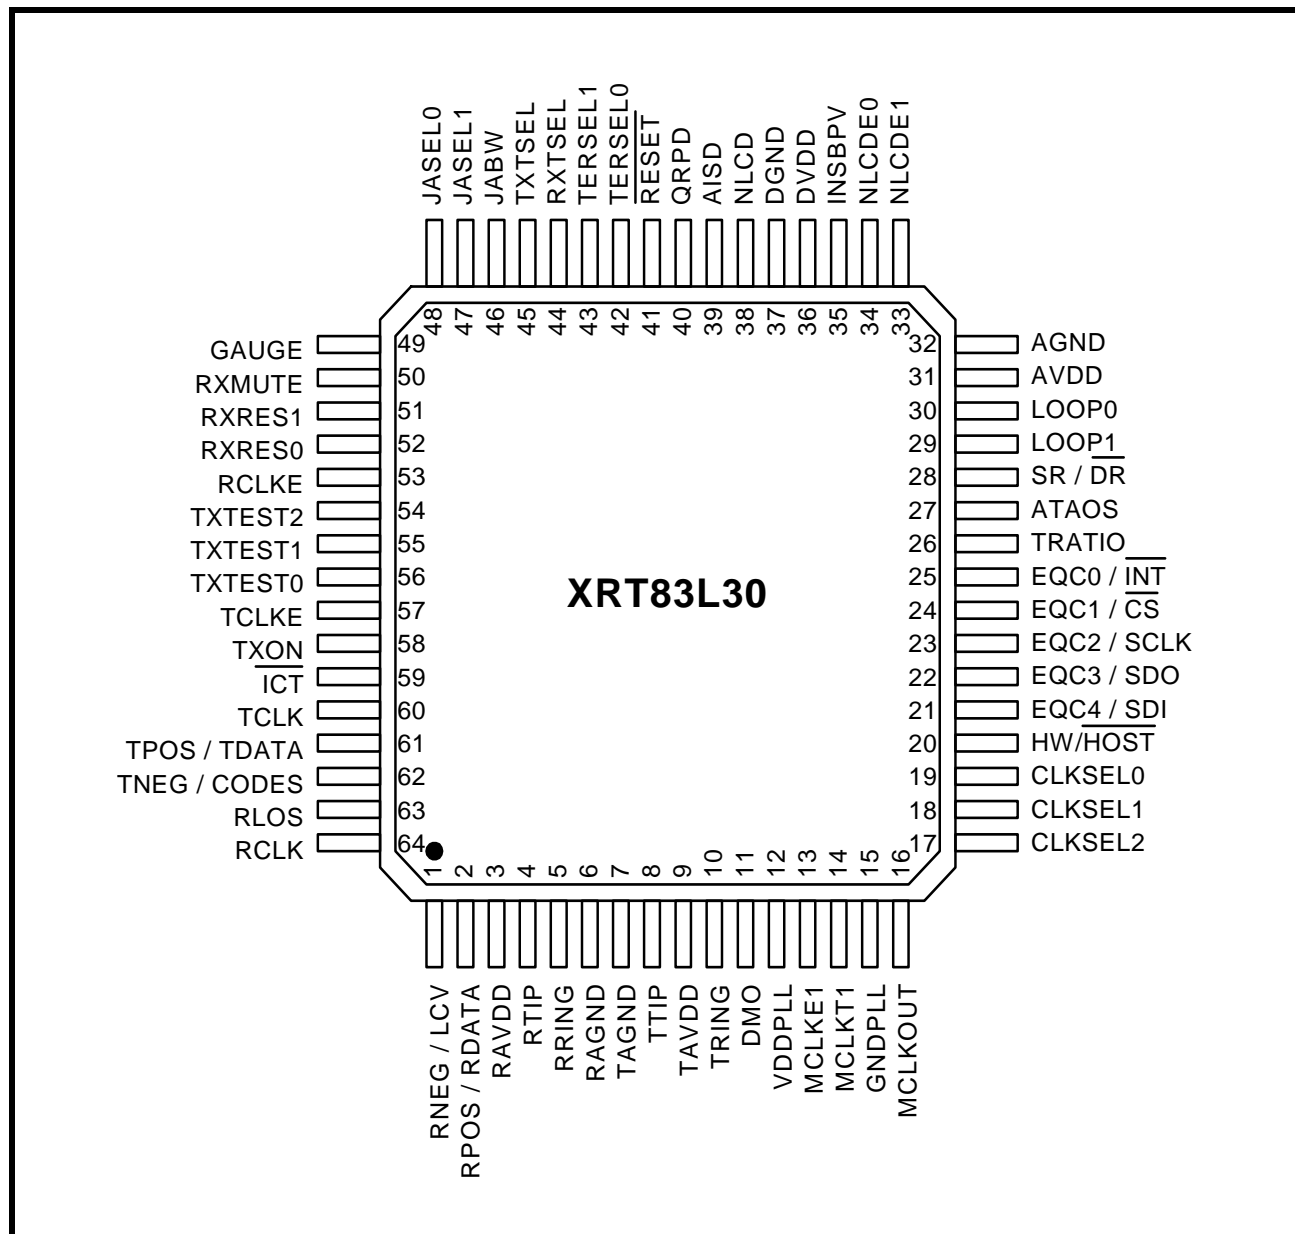 JASEL0
JASEL1
JABW
TXTSEL
RXTSEL
TERSEL1
TERSEL0
RESET
QRPD
AISD
NLCD
DGND
DVDD
INSBPV
NLCDE0
NLCDE1
48
47
46
45
44
43
42
41
40
39
38
37
36
35
34
33
GAUGE 49
RXMUTE 50
RXRES1 51
RXRES0 52
RCLKE 53
TXTEST2 54
TXTEST1 55
TXTEST0 56
TCLKE 57
TXON 58
ICT 59
TCLK 60
TPOS / TDATA 61
TNEG / CODES 62
RLOS 63
RCLK 64
XRT83L30
32 AGND
31 AVDD
30 LOOP0
29 LOOP1
28 SR / DR
27 ATAOS
26 TRATIO
25 EQC0 / INT
24 EQC1 / CS
23 EQC2 / SCLK
22 EQC3 / SDO
21 EQC4 / SDI
20 HW/HOST
19 CLKSEL0
18 CLKSEL1
17 CLKSEL2
1
2
3
4
5
6
7
8
9
10
11
12
13
14
15
16
RNEG / LCV
RPOS / RDATA
RAVDD
RTIP
RRING
RAGND
TAGND
TTIP
TAVDD
TRING
DMO
VDDPLL
MCLKE1
MCLKT1
GNDPLL
MCLKOUT